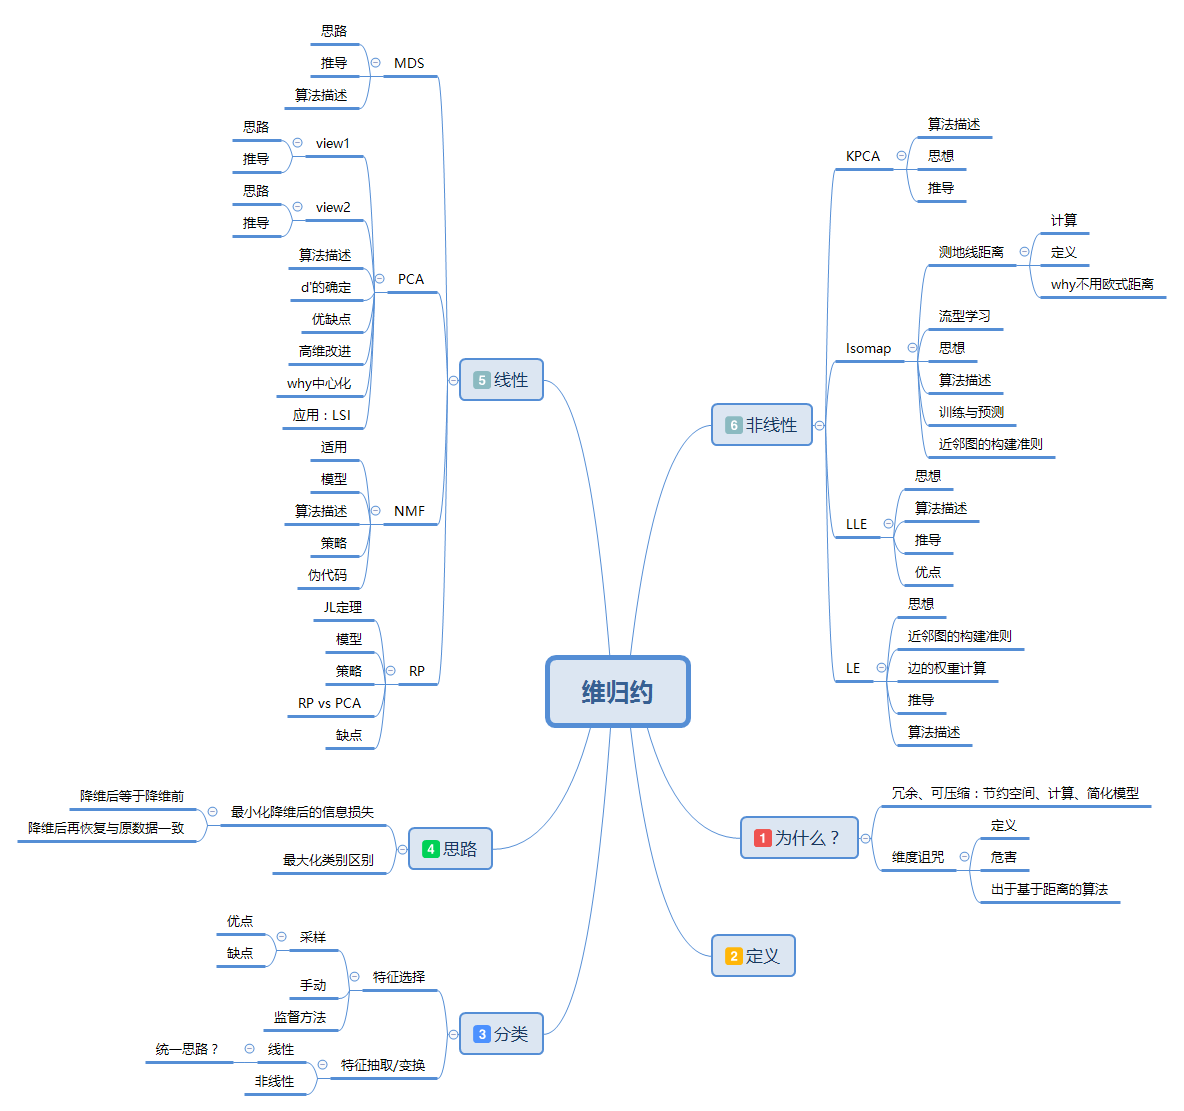 维归约
1 为什么？
冗余、可压缩：节约空间、计算、简化模型
维度诅咒
定义
危害
出于基于距离的算法
2 定义
3 分类
特征选择
采样
优点
缺点
手动
监督方法
特征抽取/变换
线性
统一思路？
非线性
4 思路
最小化降维后的信息损失
降维后等于降维前
降维后再恢复与原数据一致
最大化类别区别
5 线性
MDS
思路
推导
算法描述
PCA
view1
思路
推导
view2
思路
推导
算法描述
d'的确定
优缺点
高维改进
why中心化
应用：LSI
NMF
适用
模型
算法描述
策略
伪代码
RP
JL定理
模型
策略
RP vs PCA
缺点
6 非线性
KPCA
算法描述
思想
推导
Isomap
测地线距离
计算
定义
why不用欧式距离
流型学习
思想
算法描述
训练与预测
近邻图的构建准则
LLE
思想
算法描述
推导
优点
LE
思想
近邻图的构建准则
边的权重计算
推导
算法描述